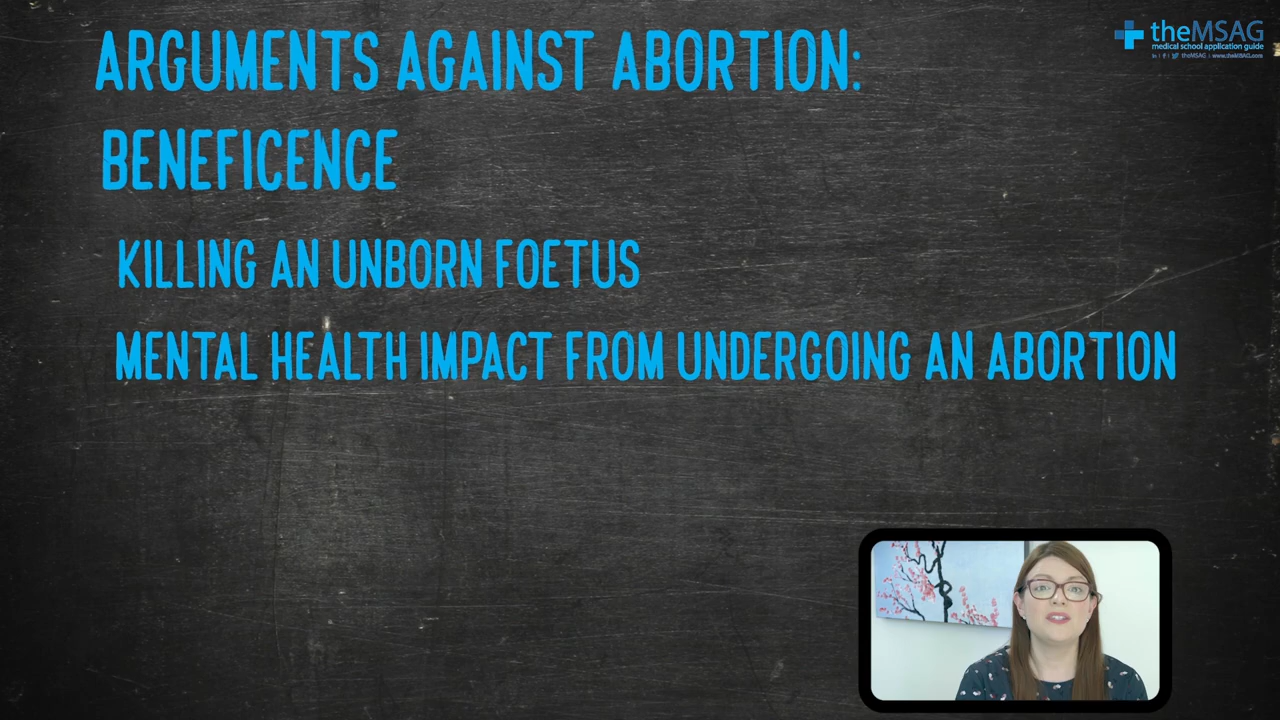 ARGUMENTS AGAINST ABORTION:
theMSAG
medical school application guide
BENEFICENCE
KILLING AN UNBORN FOETUS
MENTAL HEALTH IMPACT FROM UNDERGOING AN ABORTION